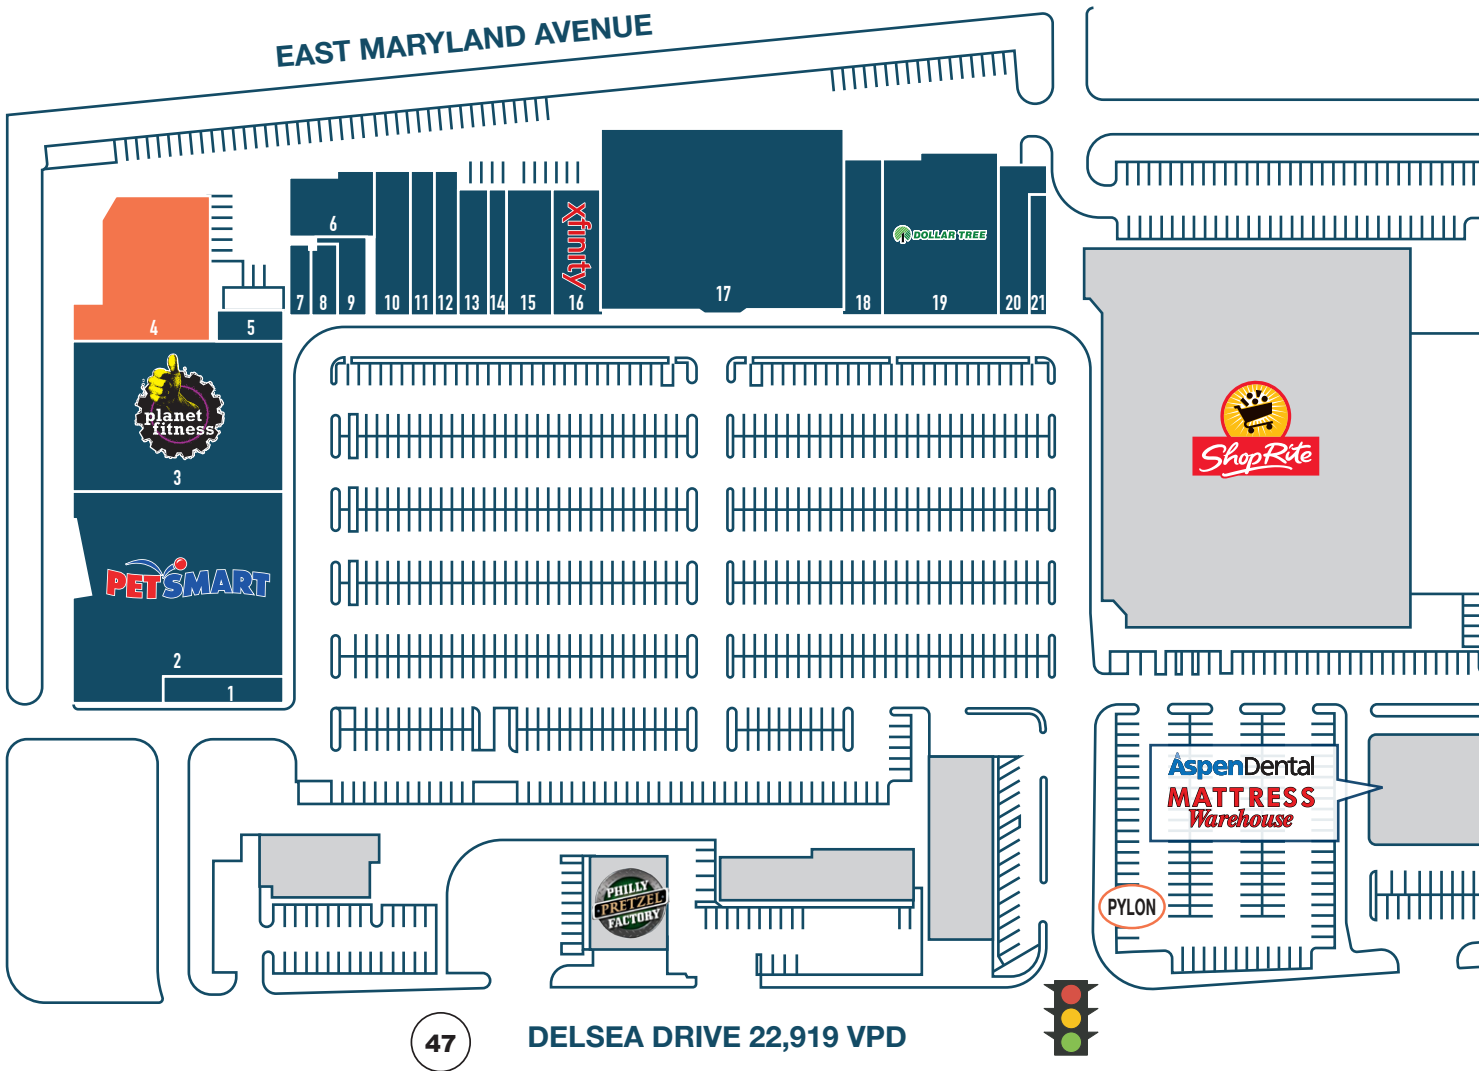 EAST MARYLAND AVENUE
6
xfinity
DOLLAR TREE
7
8
9
10
11
12
13
14
15
16
17
18
19
20
21
4
5
planet
fitness
3
PETSMART
2
1
ShopRite
AspenDental
MATTRESS
Warehouse
PHILLY
PRETZEL
FACTORY
PYLON
47
DELSEA DRIVE 22,919 VPD